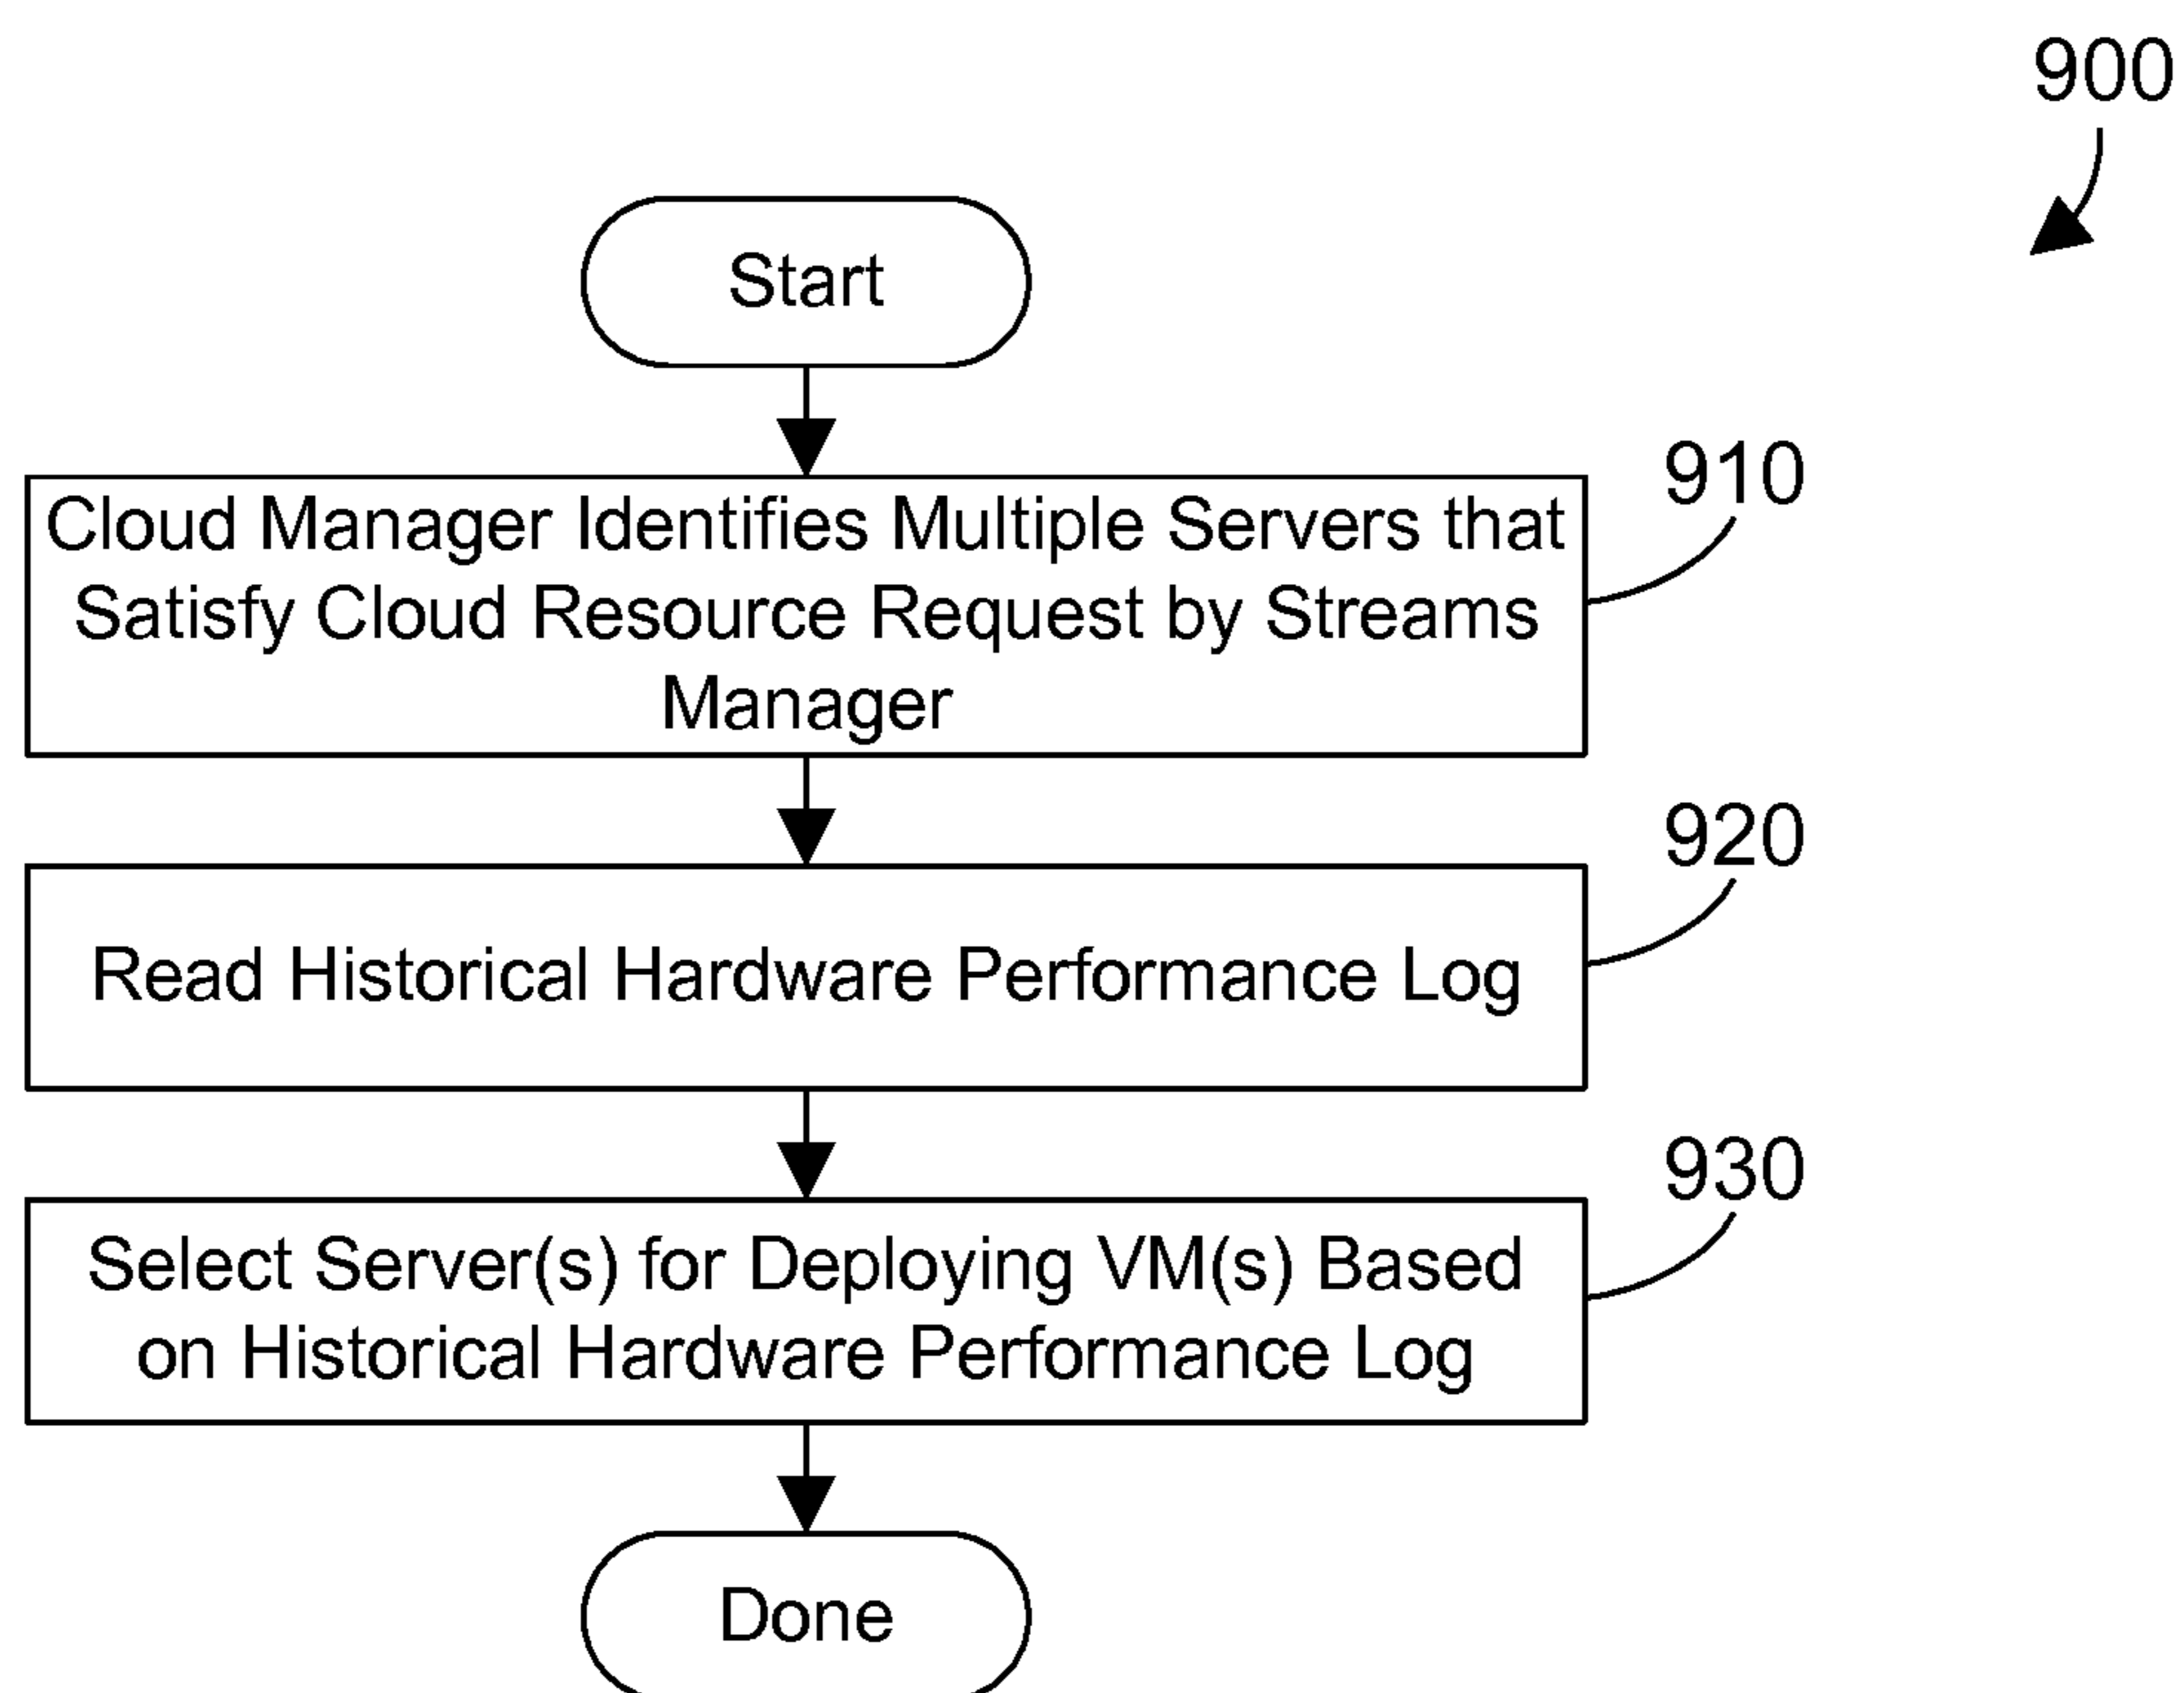 900
Start
910
Cloud Manager Identifies Multiple Servers that
Satisfy Cloud Resource Request by Streams
Manager
920
Read Historical Hardware Performance Log
930
Select Server(s) for Deploying VM(s) Based
on Historical Hardware Performance Log
Done